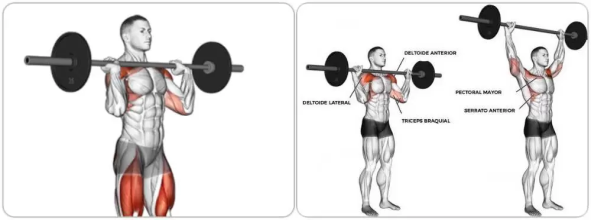 DELTOIDE ANTERIOR
DELTOIDE LATERAL
TRICEPS BRAQUIAL
PECTORAL MAYOR
SERRATO ANTERIOR